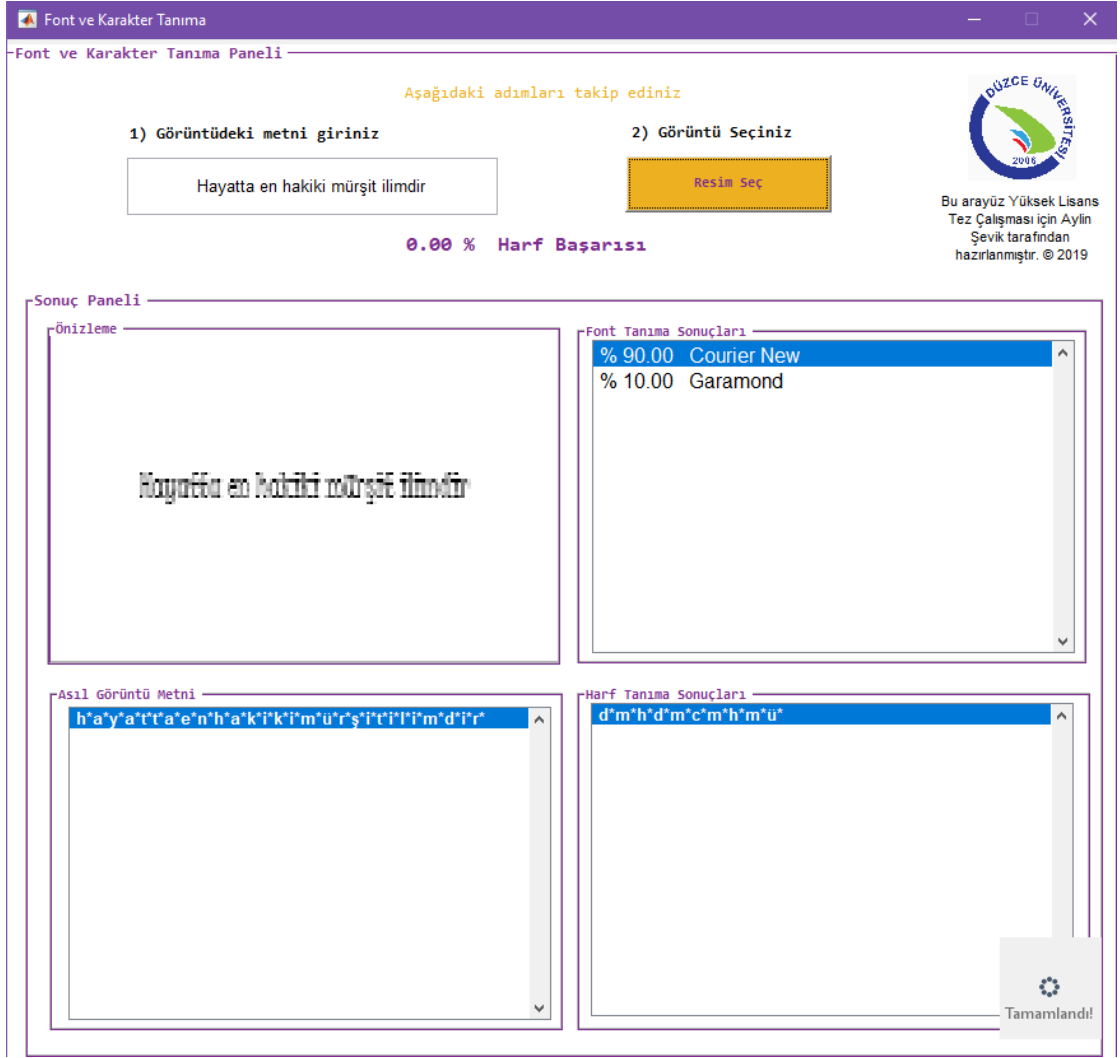 Font ve Karakter Tanıma
Font ve Karakter Tanıma Paneli
Aşağıdaki adımları takip ediniz
1) Görüntüdeki metni giriniz
2) Görüntü Seçiniz
Hayatta en hakiki mürşit ilimdir
Resim Seç
0.00 % Harf Başarısı
DÜZCE ÜNİVERSİTESİ
2006
Bu arayüz Yüksek Lisans
Tez Çalışması için Aylin
Şevik tarafından
hazırlanmıştır. © 2019
Sonuç Paneli
Önizleme
Hayatta en hakiki mürşit ilimdir
Font Tanıma Sonuçları
% 90.00 Courier New
% 10.00 Garamond
Asıl Görüntü Metni
h*a*y*a*t*t*a*e*n*h*a*k*i*k*i*m*ü*r*ş*i*t*i*l*i*m*d*i*r*
Harf Tanıma Sonuçları
d*m*h*d*m*c*m*h*m*ü*
Tamamlandı!